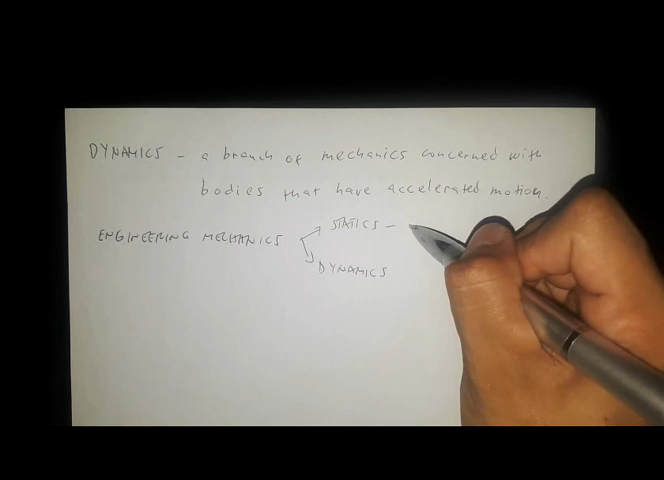 DYNAMICS - a branch of mechanics concerned with
bodies that have accelerated motion.
ENGINEERING MECHANICS
STATICS -
DYNAMICS